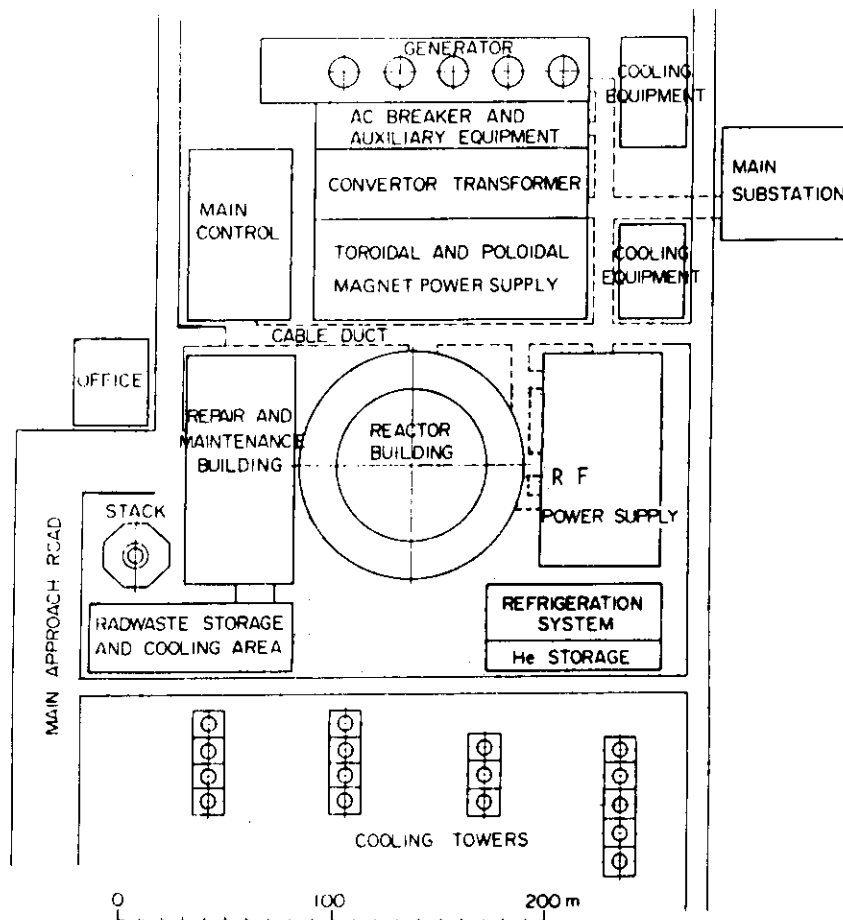 GENERATOR
COOLING
EQUIPMENT
AC BREAKER AND
AUXILIARY EQUIPMENT
MAIN
SUBSTATION
CONVERTOR TRANSFORMER
MAIN
CONTROL
TOROIDAL AND POLOIDAL
MAGNET POWER SUPPLY
COOLING
EQUIPMENT
CABLE DUCT
OFFICE
REPAIR AND
MAINTENANCE
BUILDING
REACTOR
BUILDING
R F
POWER SUPPLY
STACK
MAIN APPROACH ROAD
RADWASTE STORAGE
AND COOLING AREA
REFRIGERATION
SYSTEM
He STORAGE
COOLING TOWERS
0 100 200 m